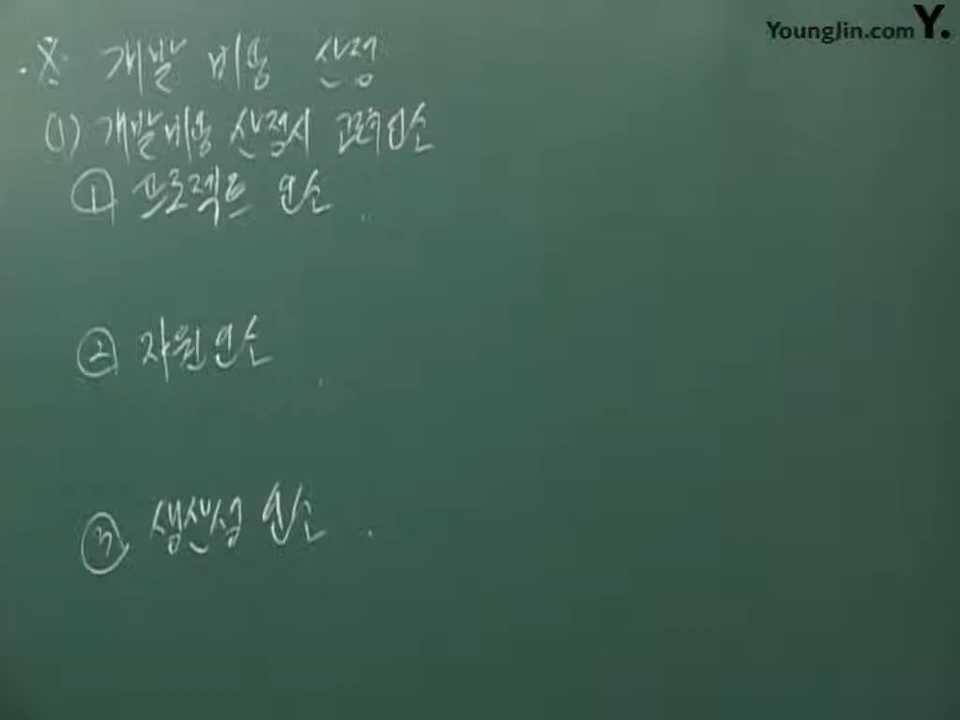 YoungJin.com Y.
※ 개발 비용 산정
(1) 개발비용 산정시 고려요소
① 프로젝트 요소
② 자원요소
③ 생산성 요소